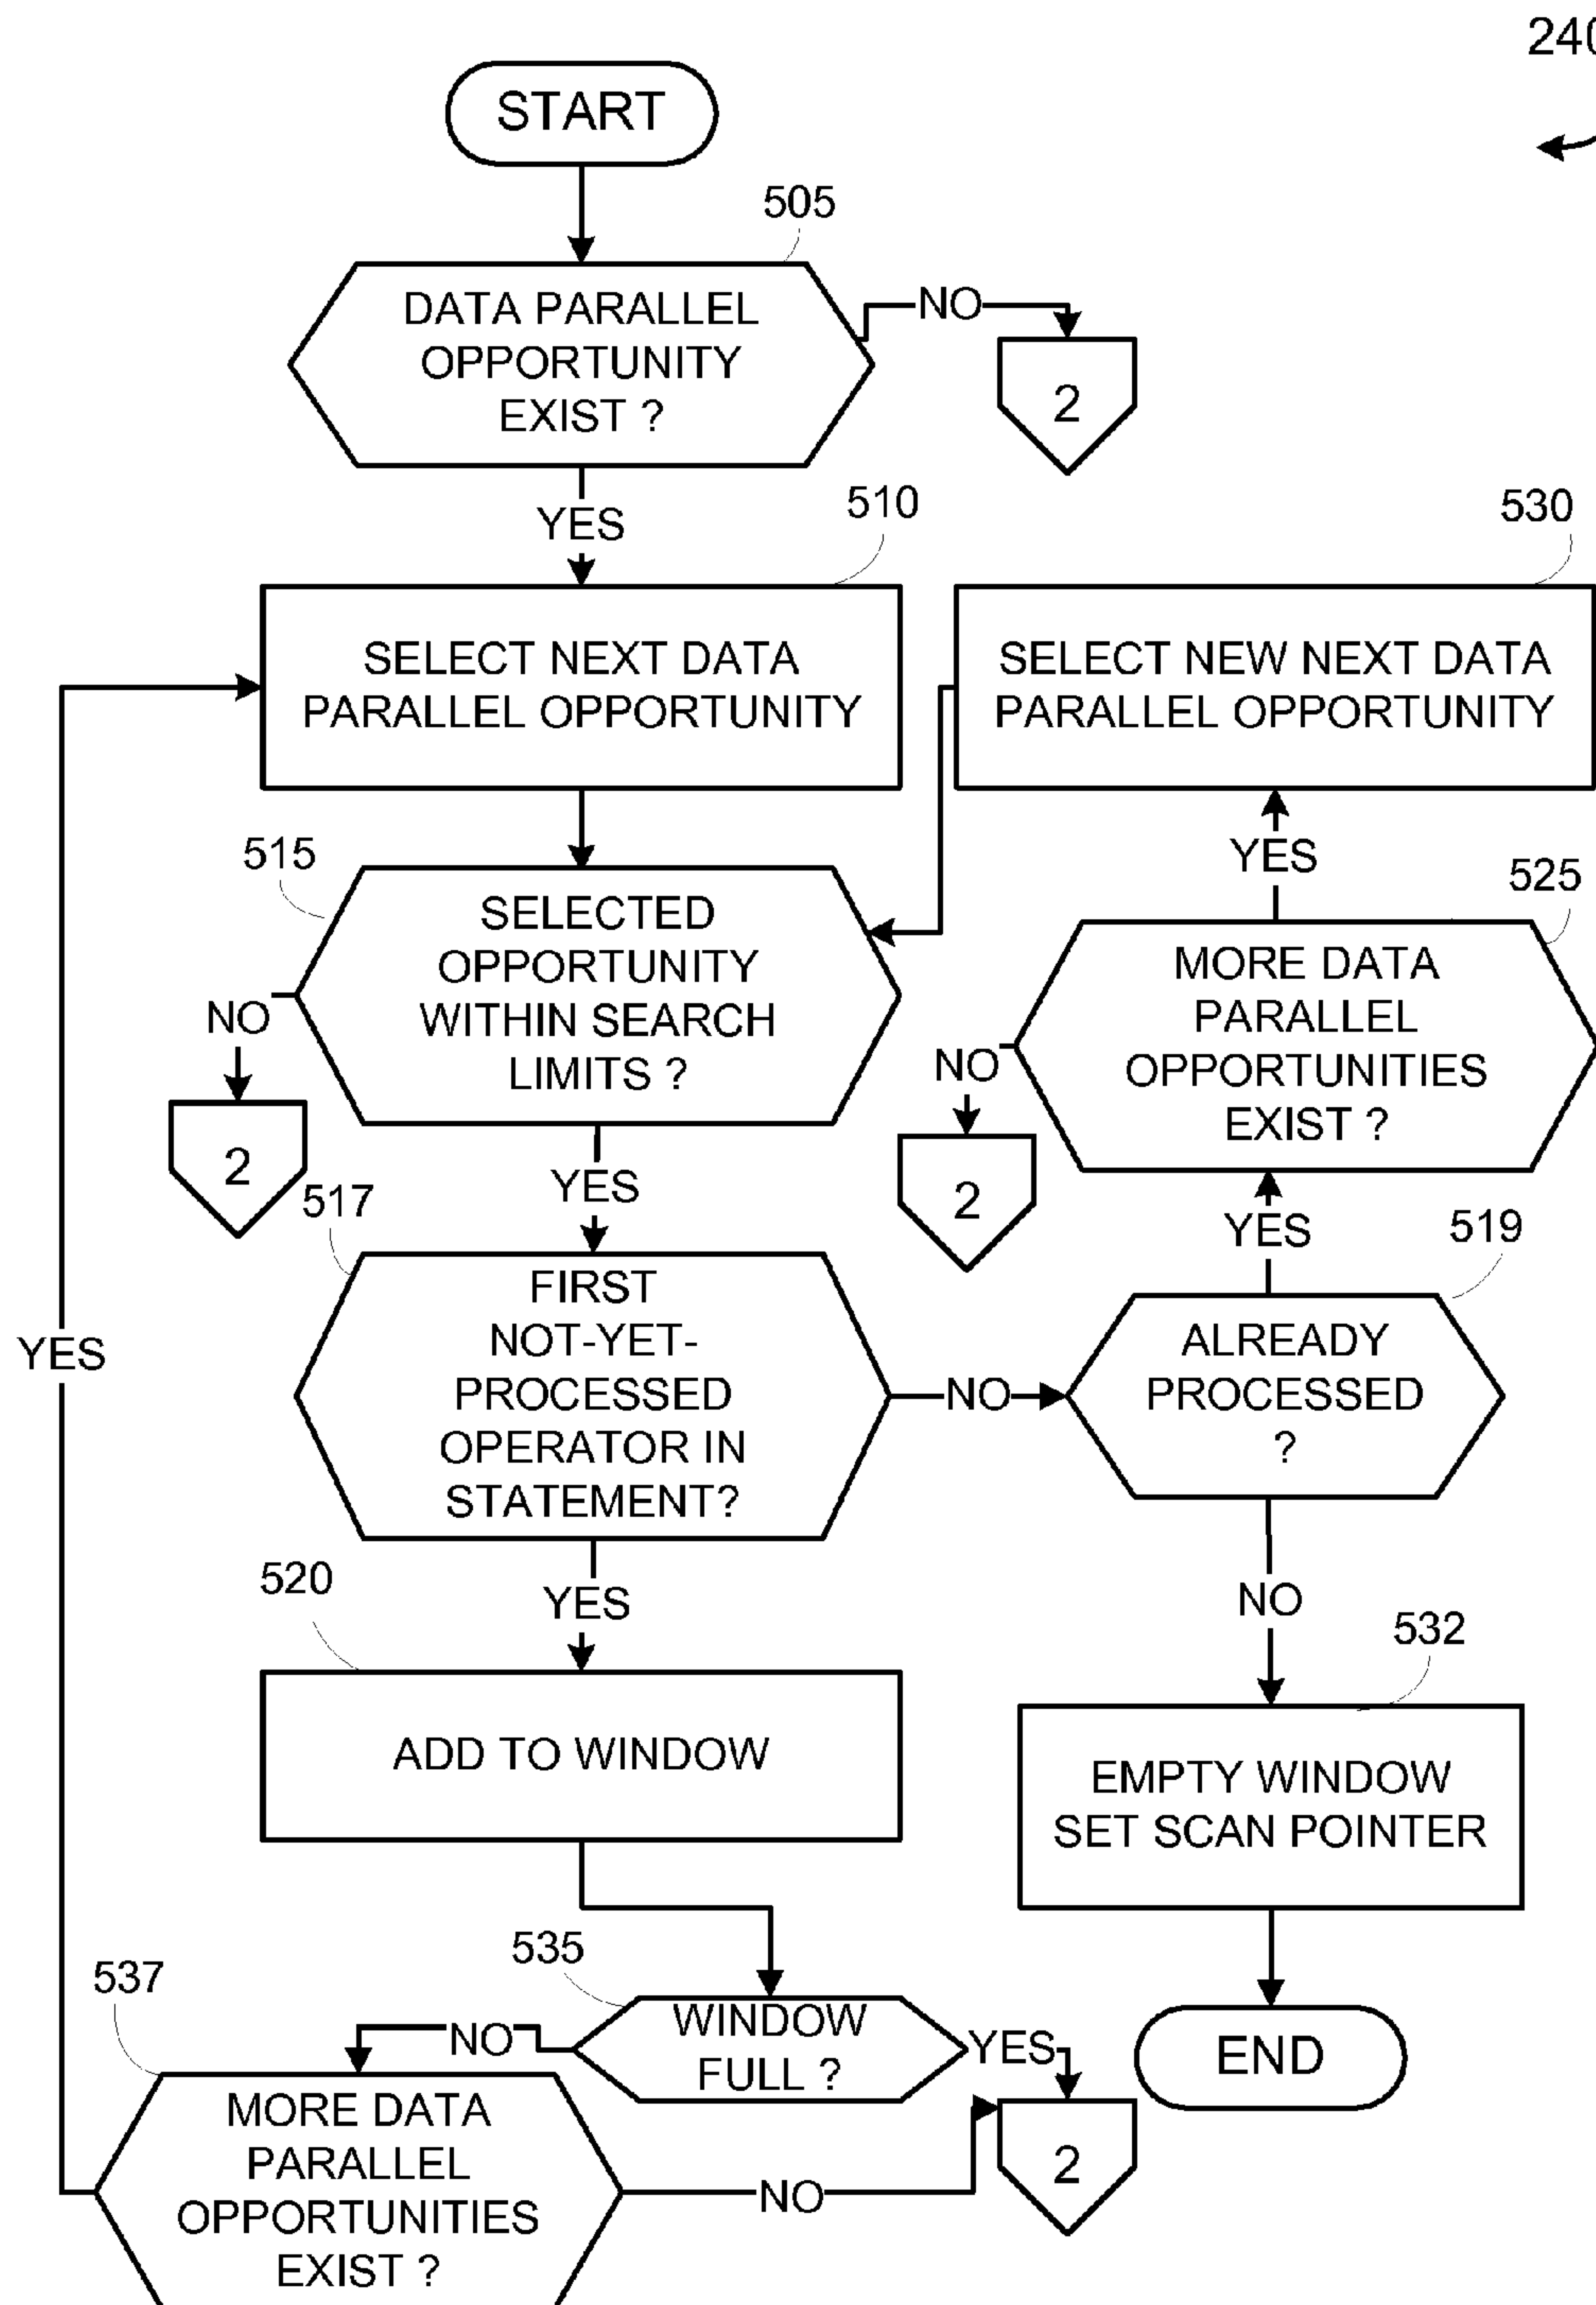 240
START
505
DATA PARALLEL
OPPORTUNITY
EXIST ?
NO
2
YES
510
530
SELECT NEXT DATA
PARALLEL OPPORTUNITY
SELECT NEW NEXT DATA
PARALLEL OPPORTUNITY
515
SELECTED
OPPORTUNITY
WITHIN SEARCH
LIMITS ?
YES
525
MORE DATA
PARALLEL
OPPORTUNITIES
EXIST ?
NO
2
NO
2
YES
517
FIRST
NOT-YET-
PROCESSED
OPERATOR IN
STATEMENT?
YES
519
ALREADY
PROCESSED
?
YES
NO
520
YES
NO
532
ADD TO WINDOW
EMPTY WINDOW
SET SCAN POINTER
535
WINDOW
FULL ?
537
NO
YES
END
MORE DATA
PARALLEL
OPPORTUNITIES
EXIST ?
NO
2